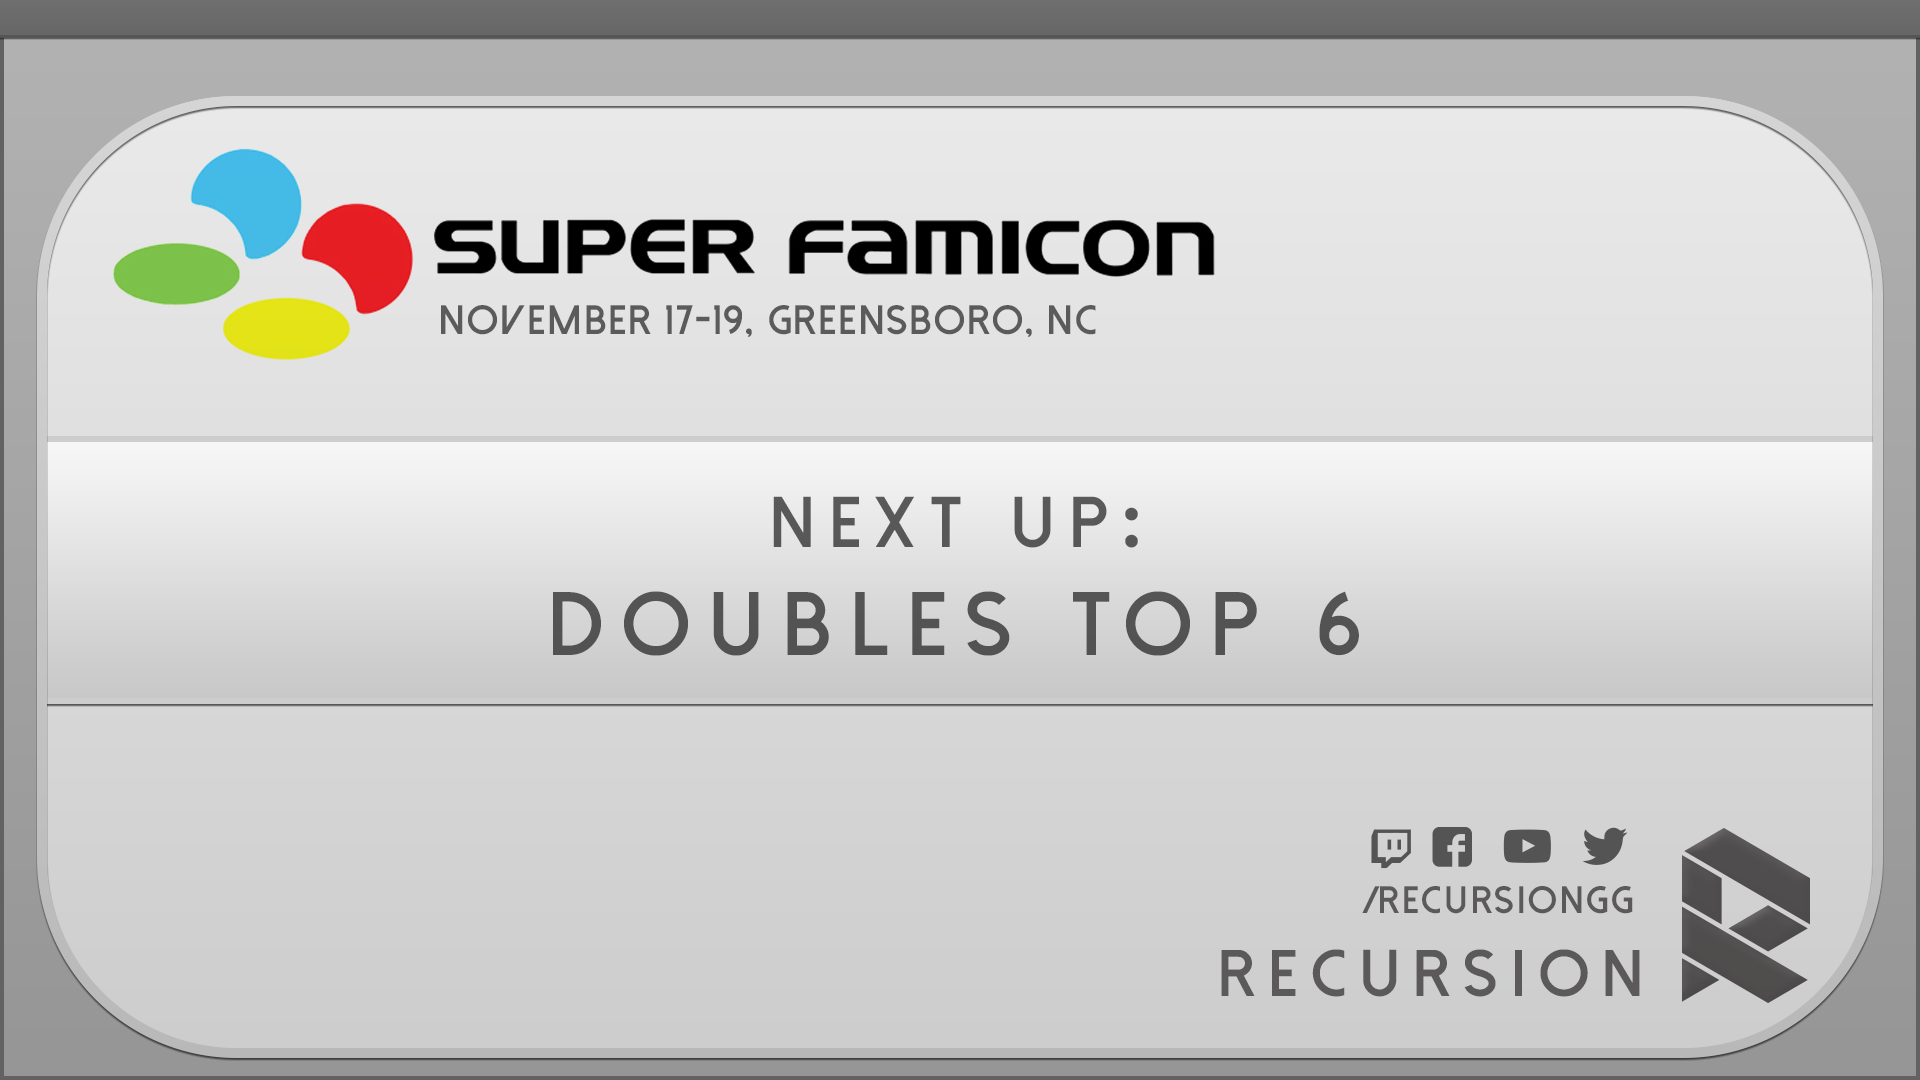 SUPER FAMICON
NOVEMBER 17-19, GREENSBORO, NC
NEXT UP:
DOUBLES TOP 6
/RECURSIONGG
RECURSION